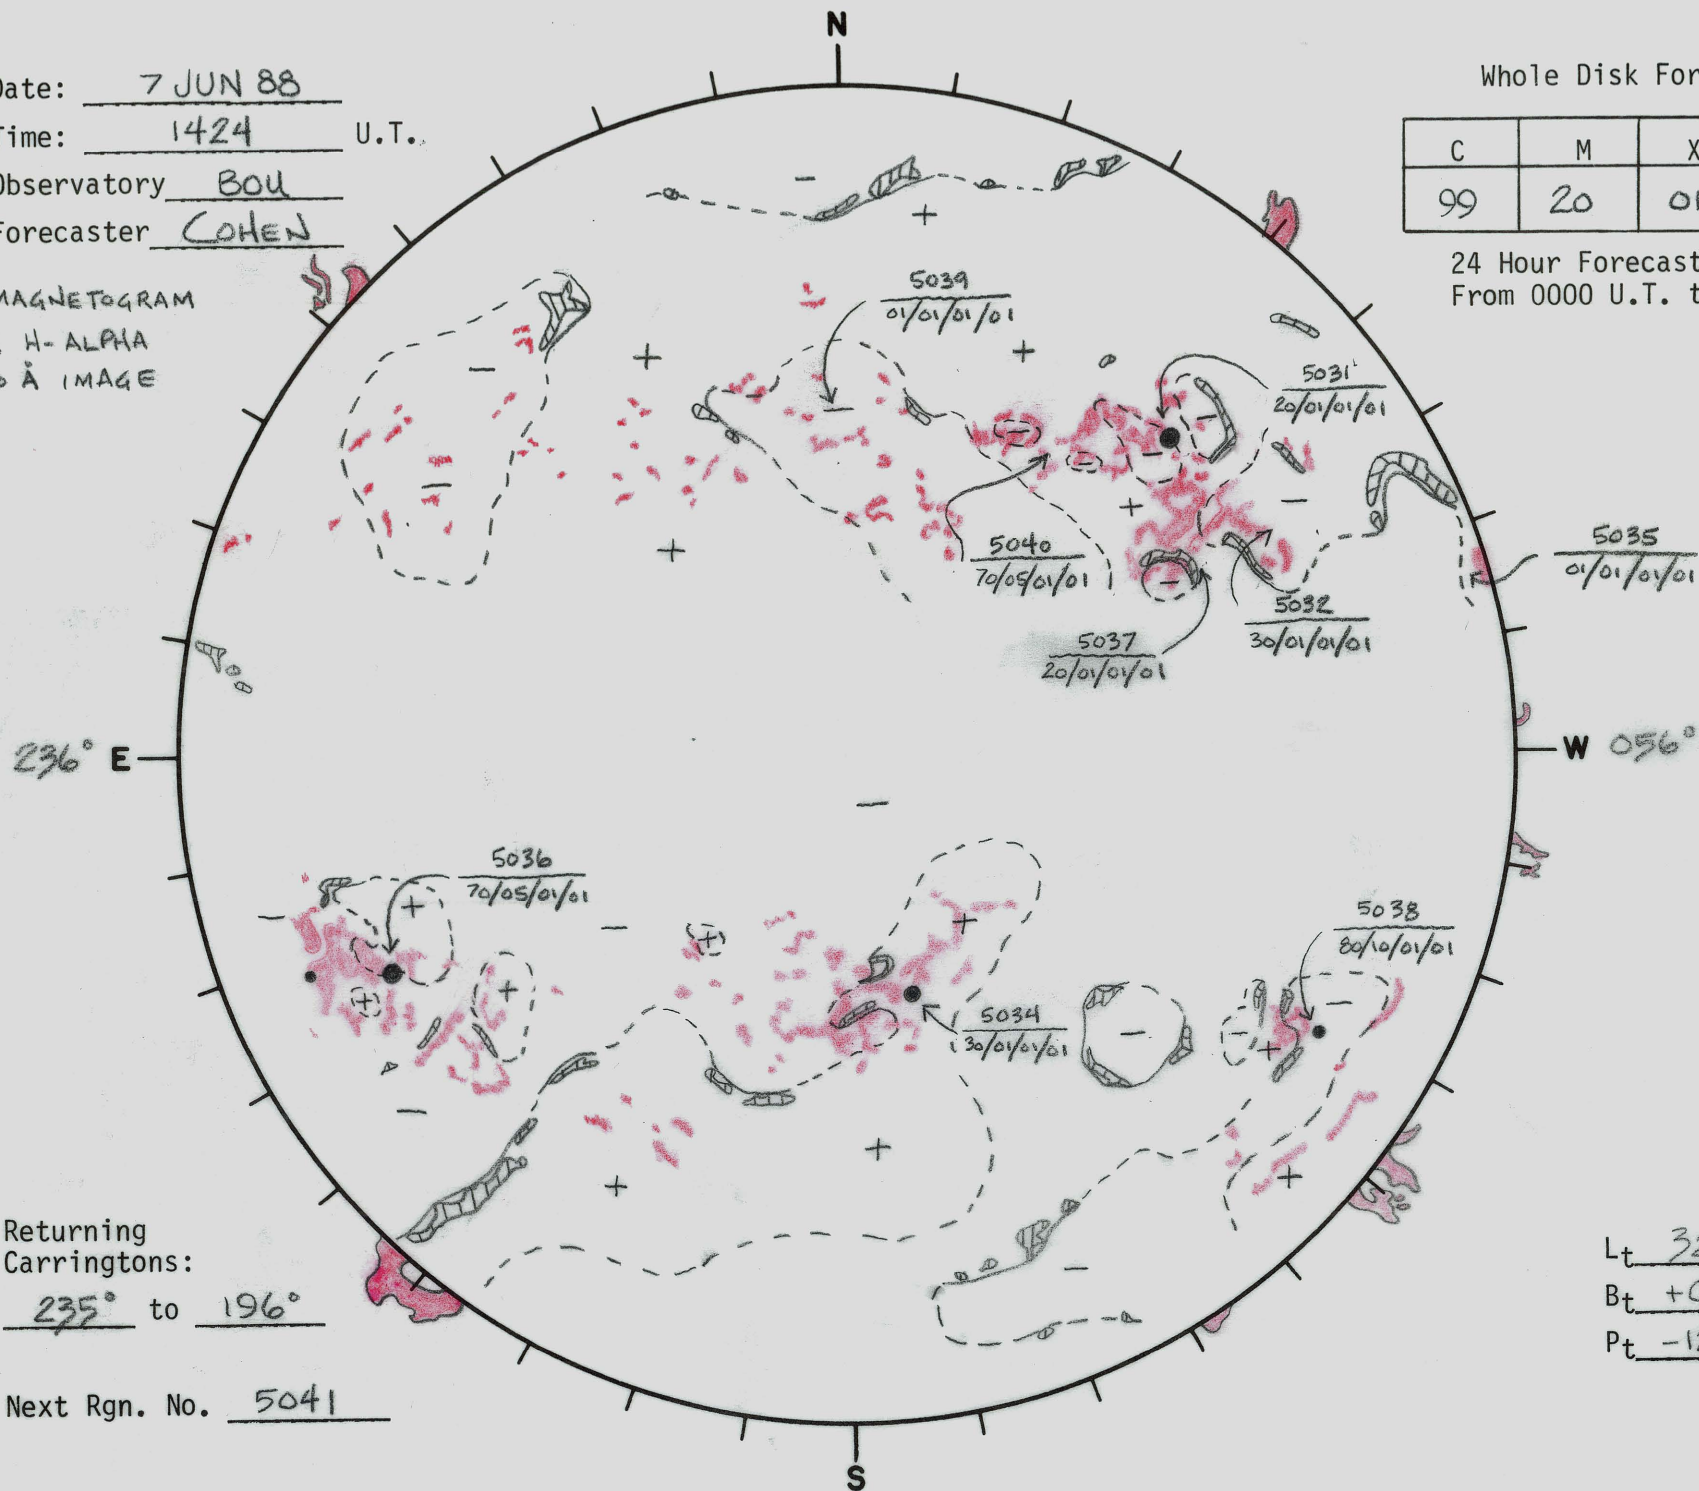 N
Date: 7 JUN 88
Time: 1424 U.T.
Observatory BOU
Forecaster COHEN
MAGNETOGRAM
H-ALPHA
Å IMAGE
Whole Disk For
C M X
99 20 01
24 Hour Forecast
From 0000 U.T. t
5039
01/01/01/01
5031
20/01/01/01
5040
70/05/01/01
5035
01/01/01/01
5032
30/01/01/01
5037
20/01/01/01
236° E
W 056°
5036
70/05/01/01
5038
80/10/01/01
5034
30/01/01/01
Returning
Carringtons:
235° to 196°
Next Rgn. No. 5041
Lt
Bt
Pt
S